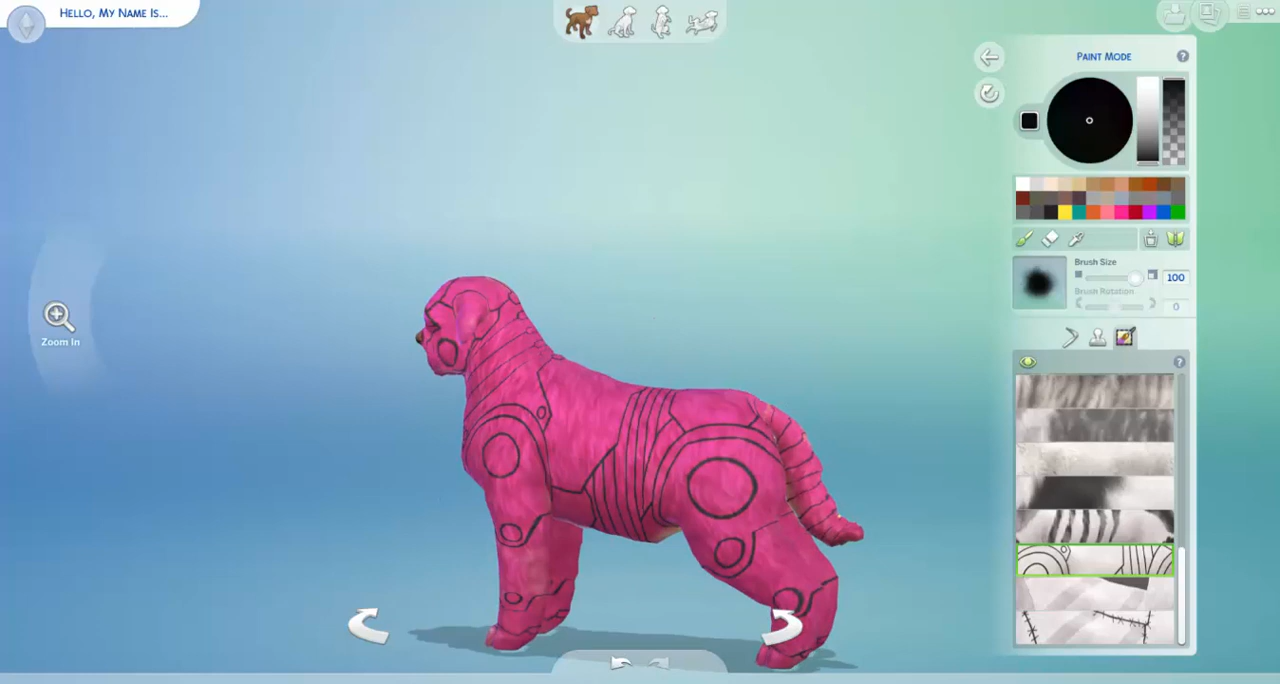 Hello, My Name Is...
Paint Mode
?
Brush Size
100
Brush Rotation
0
?
Zoom In